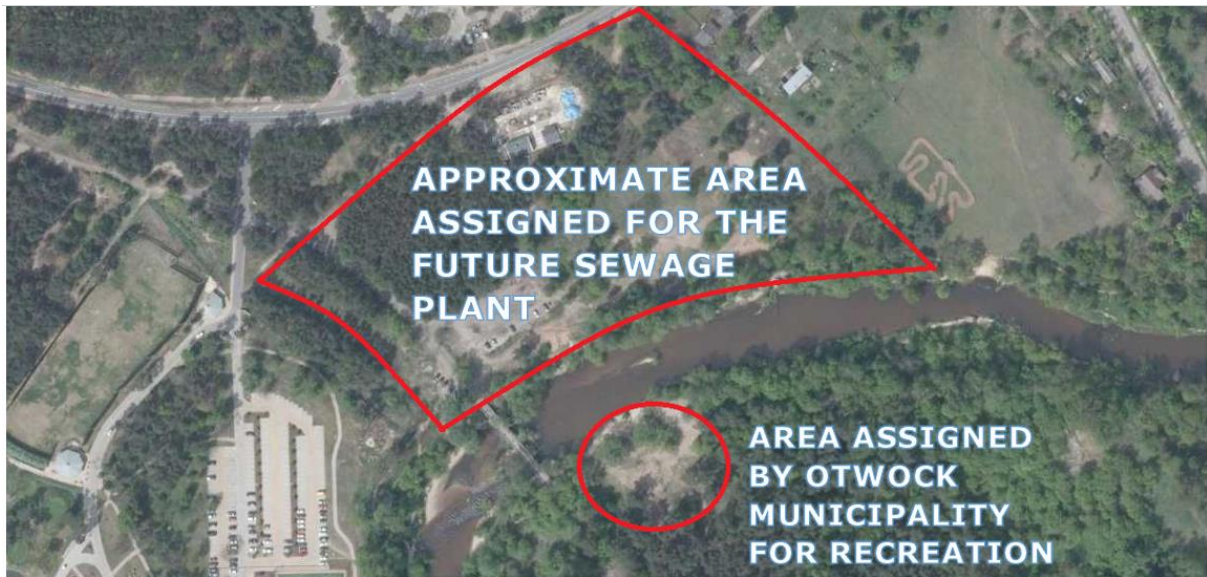 APPROXIMATE AREA
ASSIGNED FOR THE
FUTURE SEWAGE
PLANT
AREA ASSIGNED
BY OTWOCK
MUNICIPALITY
FOR RECREATION